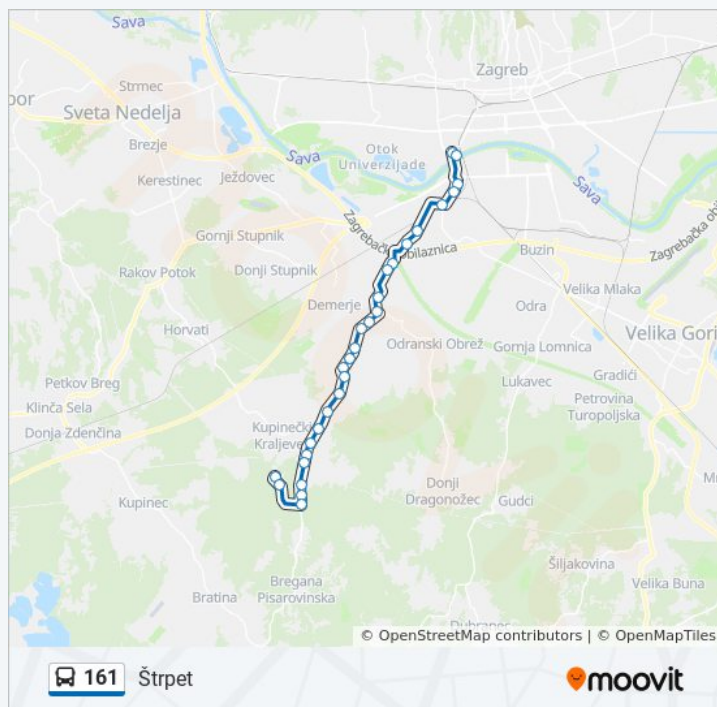 Sava
Zagreb
Strmec
bor
Sveta Nedelja
Otok
Univerzijade
Brezje
Sava
Kerestinec
Ježdovec
Sava
Zagrebačka obilaznica
Zagrebačka obi
Gornji Stupnik
Donji Stupnik
Buzin
Rakov Potok
Velika Mlaka
Demerje
Odra
Horvati
Odranski Obrež
Gornja Lomnica
Velika Gori
Petkov Breg
Lukavec
Gradići
Klinča Sela
Petrovina
Turopoljska
Donja Zdenčina
Kupinečki
Kraljevec
Kupinec
Donji
Dragonožec
Gudci
Šiljakovina
Bregana
Pisarovinska
Velika Buna
Bratina
Dubranec
© OpenStreetMap contributors | © OpenMapTiles
161 Štrpet
moovit